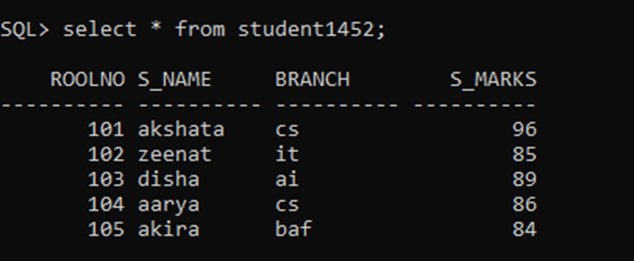 SQL> select * from student1452;
ROOLNO S_NAME BRANCH S_MARKS
---------- ---------- ---------- ----------
101 akshata cs 96
102 zeenat it 85
103 disha ai 89
104 aarya cs 86
105 akira baf 84